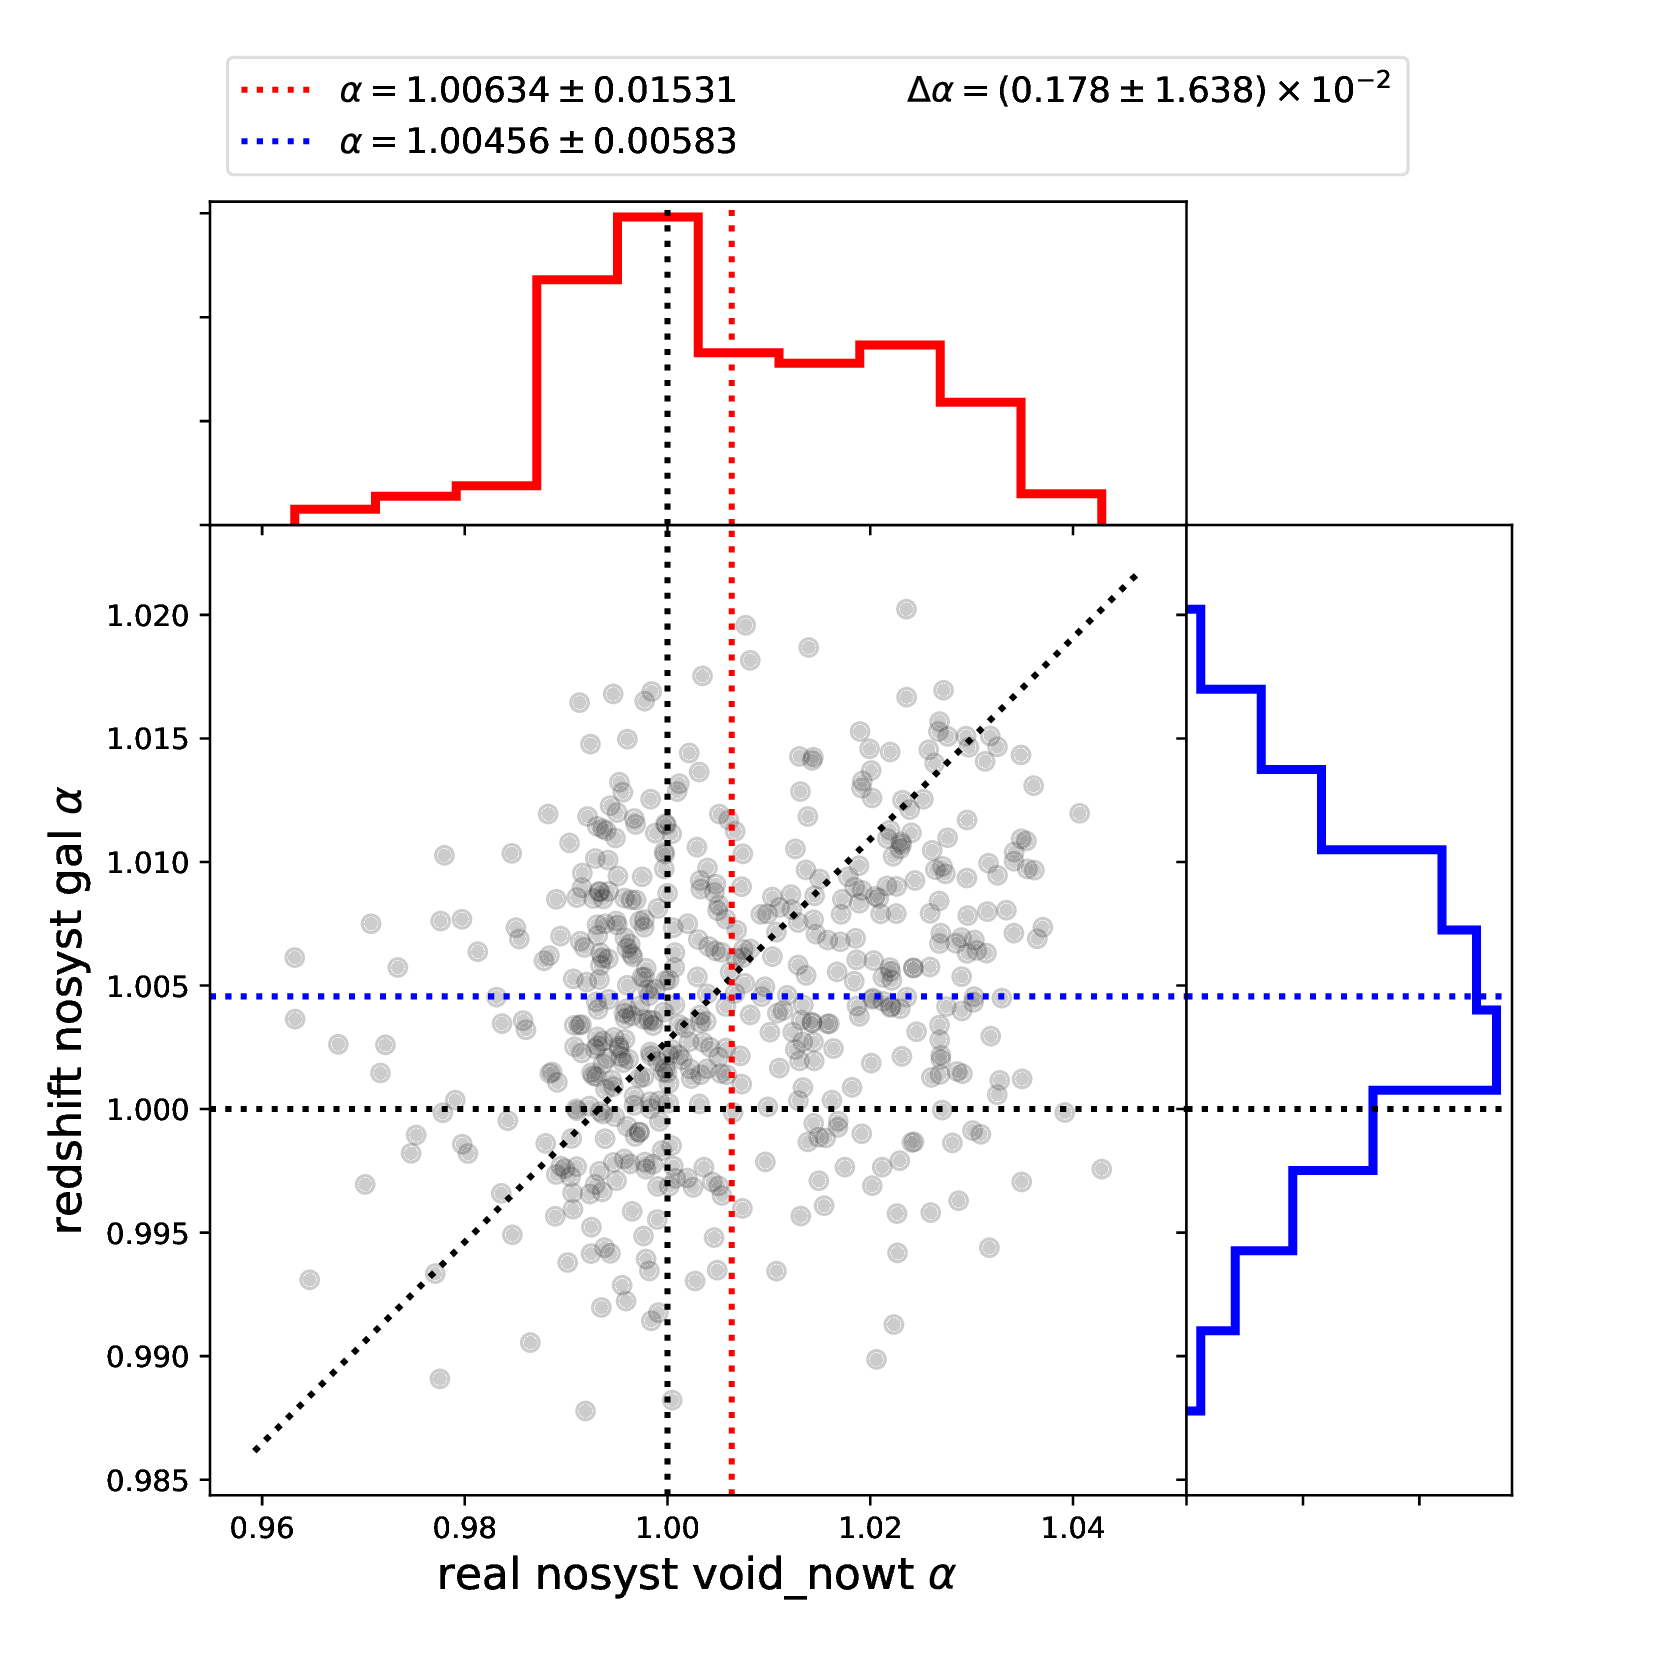 α = 1.00634 ± 0.01531
Δα = (0.178 ± 1.638) × 10⁻²
α = 1.00456 ± 0.00583
1.020
1.015
1.010
1.005
1.000
0.995
0.990
0.985
redshift nosyst gal α
0.96 0.98 1.00 1.02 1.04
real nosyst void_nowt α